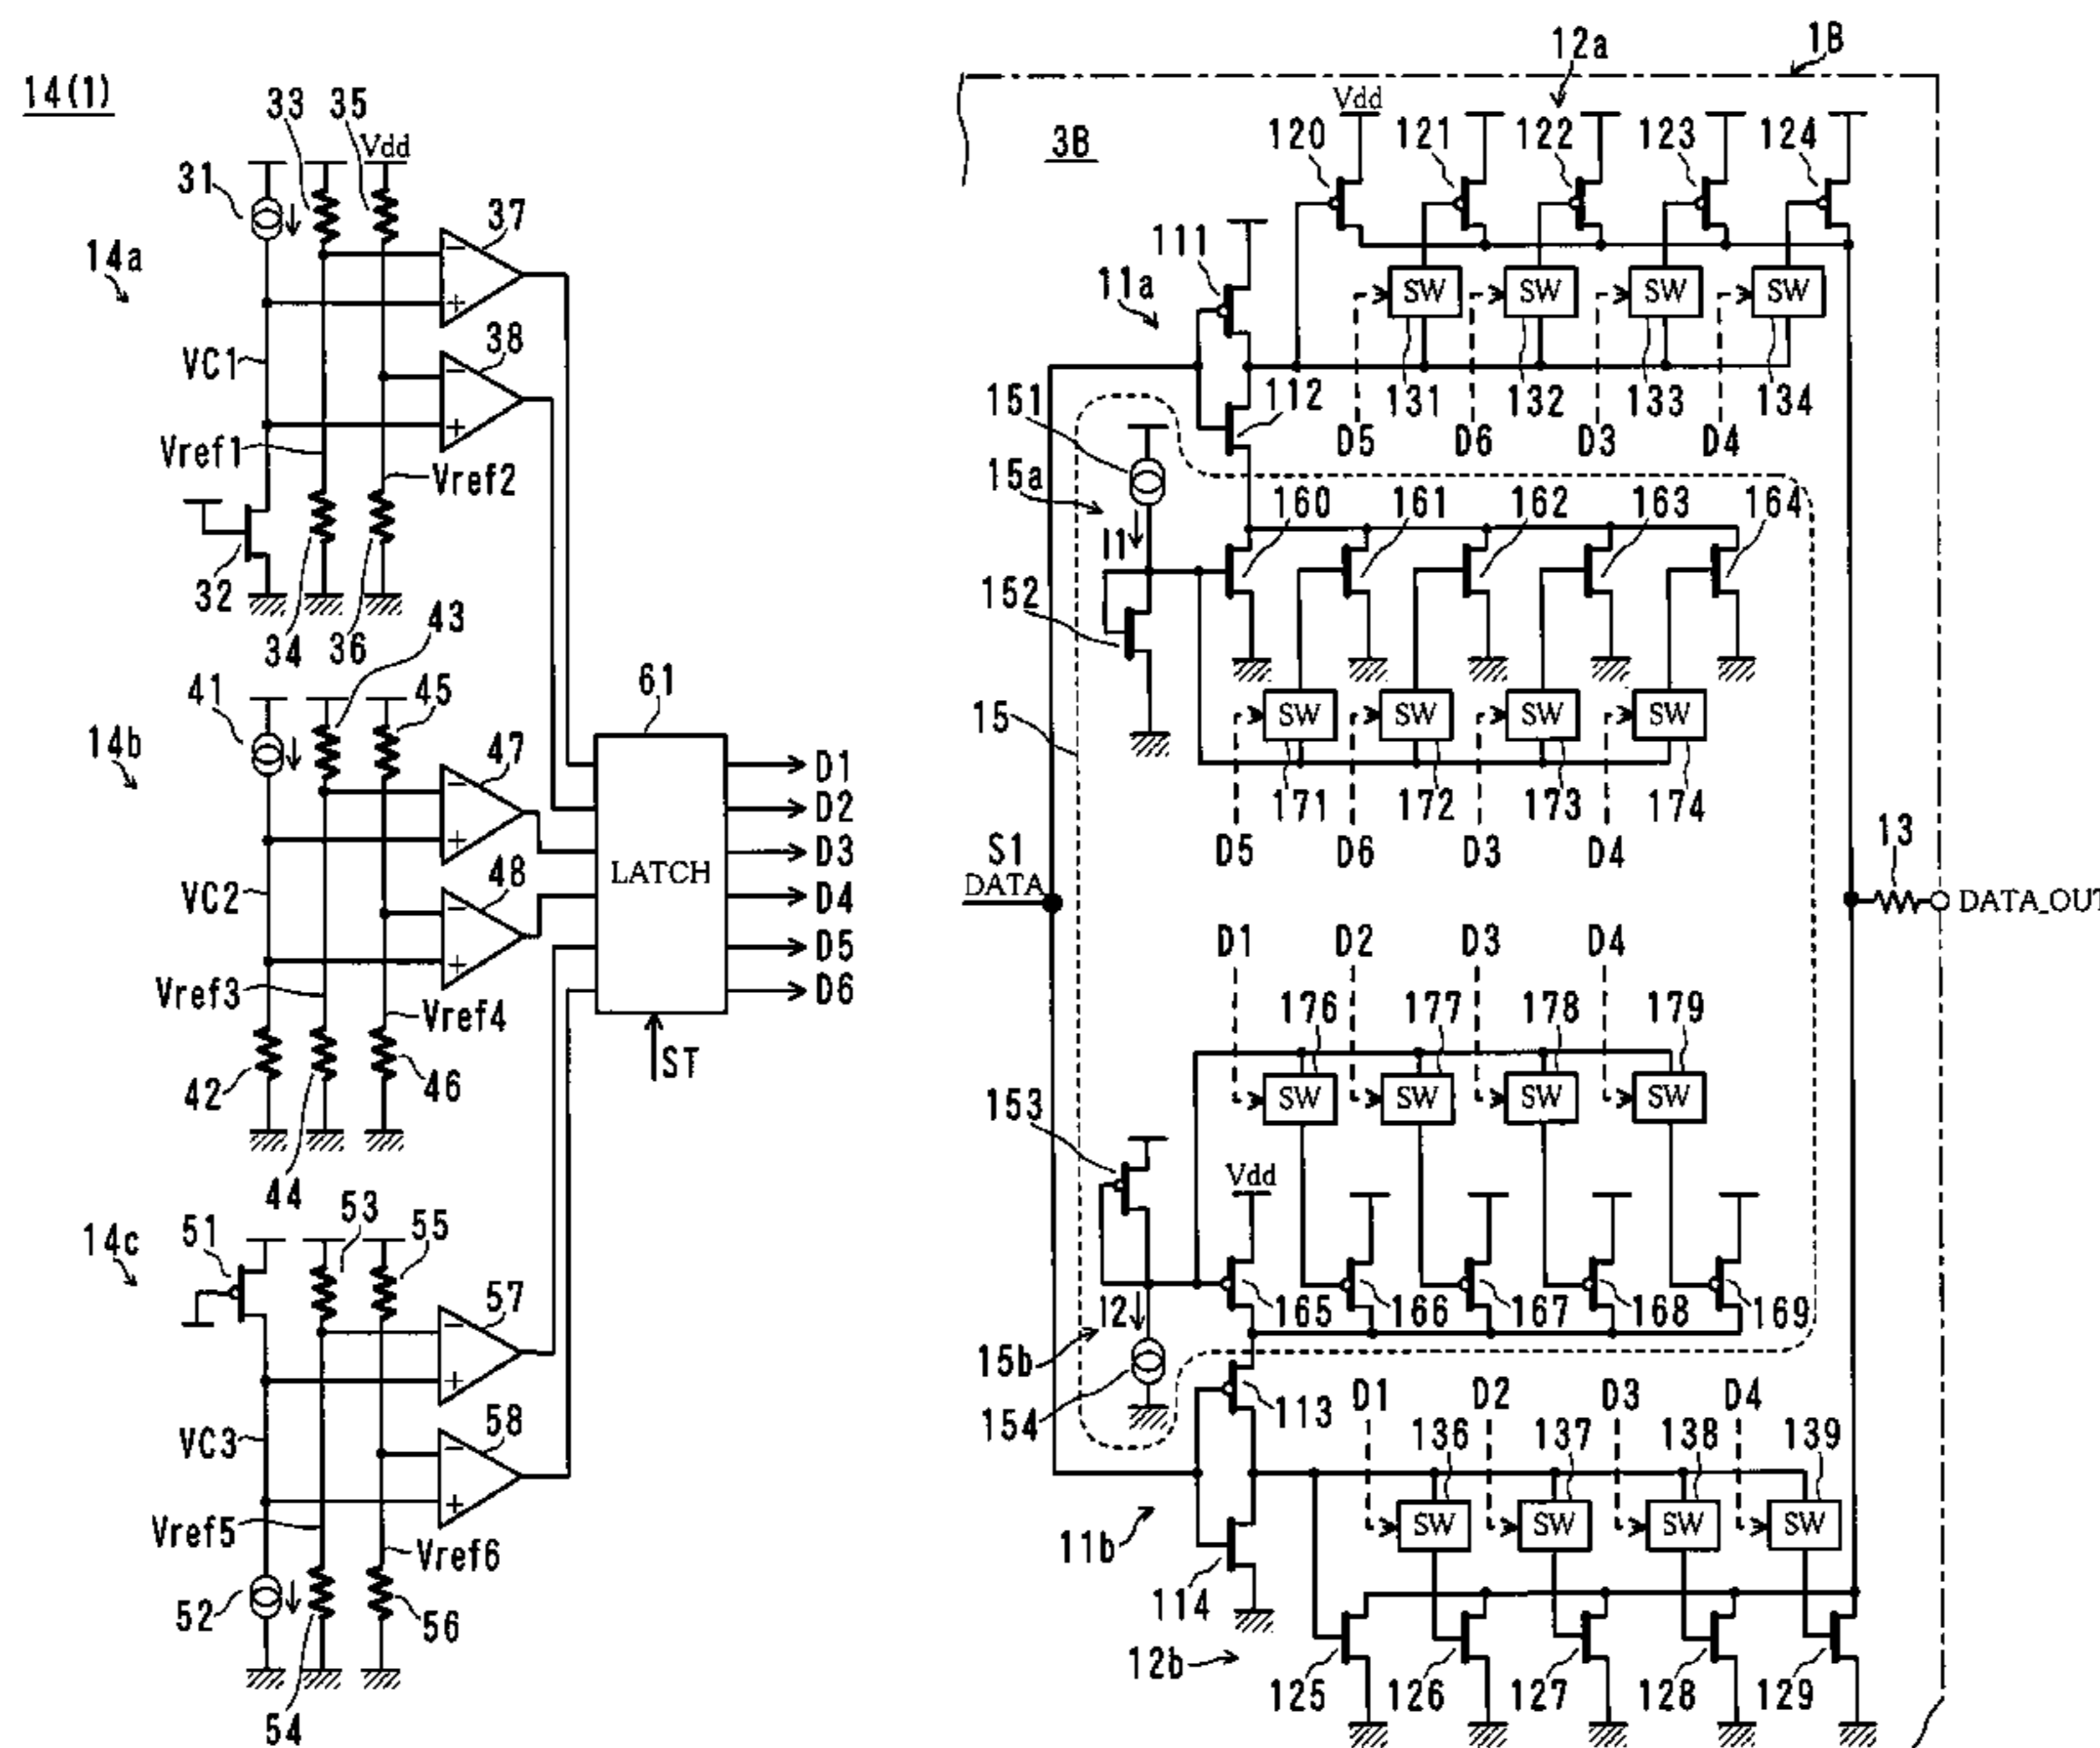 14(1)
33
35
Vdd
31
37
14a
38
VC1
Vref1
Vref2
32
34
36
43
41
45
61
14b
47
D1
D2
48
LATCH
D3
VC2
D4
D5
Vref3
Vref4
D6
42
46
ST
44
53
55
14c
51
57
VC3
58
Vref5
Vref6
52
56
54
12a
1B
Vdd
3B
120
121
122
123
124
111
11a
SW
SW
SW
SW
151
112
131
132
133
134
D5
D6
D3
D4
15a
160
161
162
163
164
I1
152
15
SW
SW
SW
SW
171
172
173
174
13
D5
D6
D3
D4
S1
DATA
DATA_OUT
D1
D2
D3
D4
176
177
178
179
153
SW
SW
SW
SW
Vdd
I2
165
166
167
168
169
15b
113
D1
D2
D3
D4
154
136
137
138
139
11b
SW
SW
SW
SW
114
12b
125
126
127
128
129